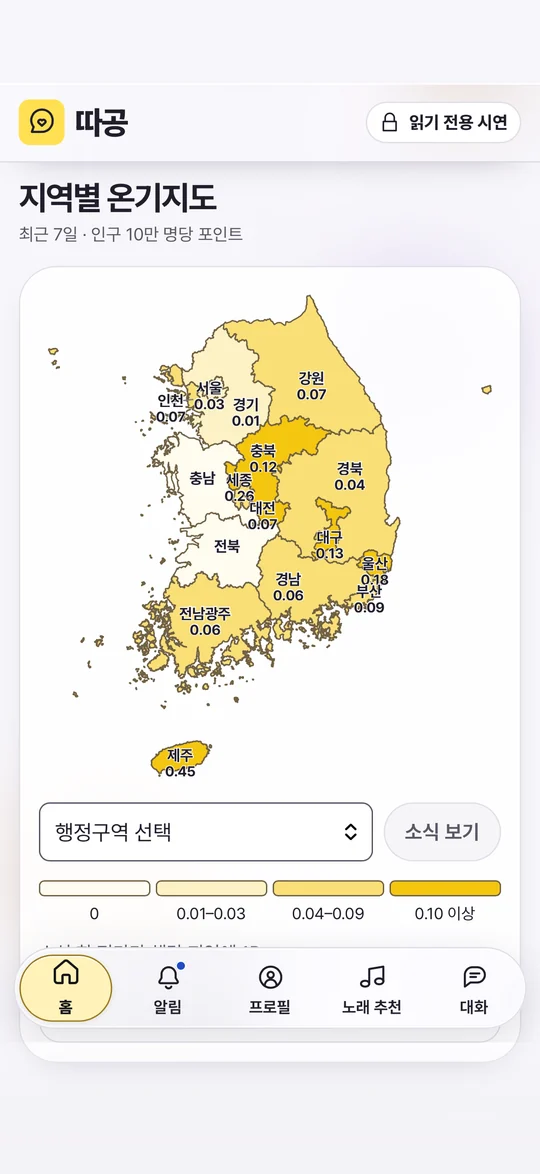 따공
읽기 전용 시연
지역별 온기지도
최근 7일 · 인구 10만 명당 포인트
강원
0.07
서울
0.03
인천
0.07
경기
0.01
충북
0.12
경북
0.04
충남
세종
0.26
대전
0.07
대구
0.13
전북
울산
0.18
경남
0.06
부산
0.09
전남광주
0.06
제주
0.45
행정구역 선택
소식 보기
0
0.01–0.03
0.04–0.09
0.10 이상
홈
알림
프로필
노래 추천
대화